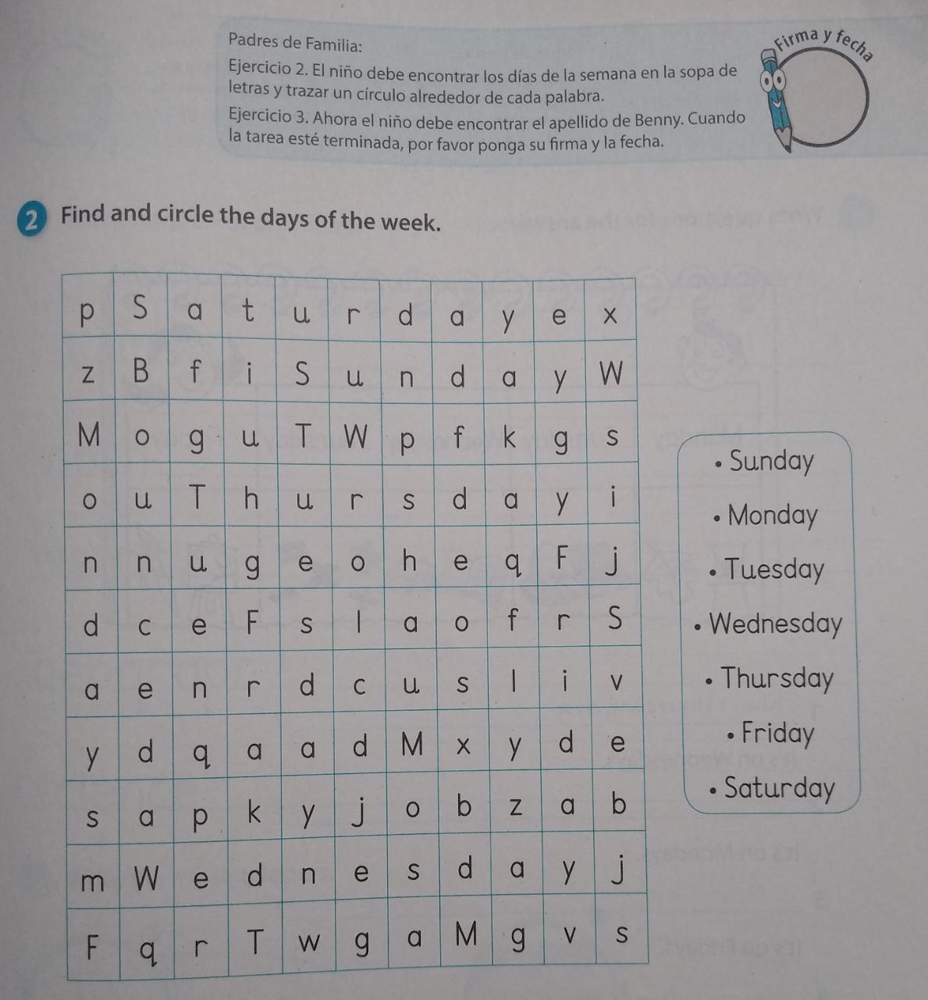 Padres de Familia:
Ejercicio 2. El niño debe encontrar los días de la semana en la sopa de
letras y trazar un círculo alrededor de cada palabra.
Ejercicio 3. Ahora el niño debe encontrar el apellido de Benny. Cuando
la tarea esté terminada, por favor ponga su firma y la fecha.
Firma y fecha
2 Find and circle the days of the week.
p S a t u r d a y e x
z B f i S u n d a y W
M o g u T W p f k g s
o u T h u r s d a y i
n n u g e o h e q F j
d c e F s l a o f r S
a e n r d c u s l i v
y d q a a d M x y d e
s a p k y j o b z a b
m W e d n e s d a y j
F q r T w g a M g v s
• Sunday
• Monday
• Tuesday
• Wednesday
• Thursday
• Friday
• Saturday